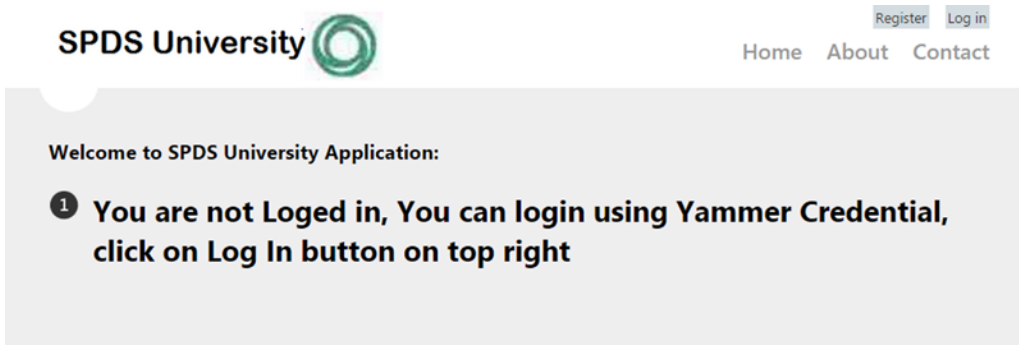 Register Log in
SPDS University
Home About Contact
Welcome to SPDS University Application:
1 You are not Loged in, You can login using Yammer Credential,
click on Log In button on top right